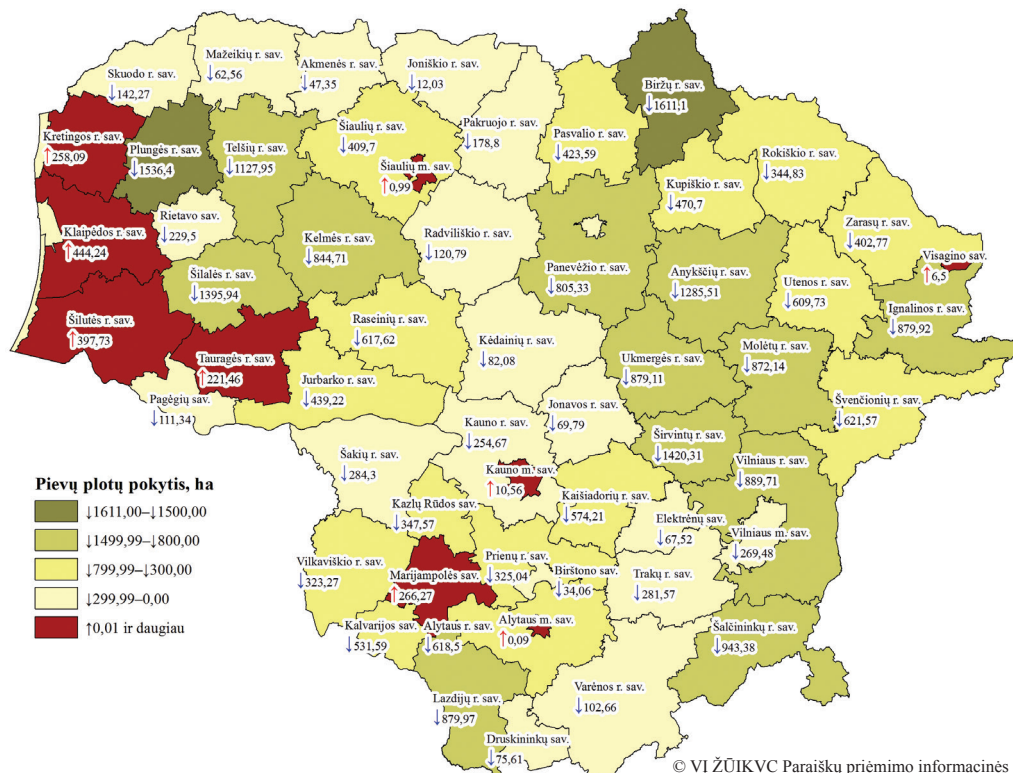 Mažeikių r. sav.
↓62,56
Akmenės r. sav.
↓47,35
Joniškio r. sav.
↓12,03
Skuodo r. sav.
↓142,27
Biržų r. sav.
↓1611,1
Kretingos r. sav.
↑258,09
Plungės r. sav.
↓1536,4
Telšių r. sav.
↓1127,95
Šiaulių r. sav.
↓409,7
Šiaulių m. sav.
↑0,99
Pakruojo r. sav.
↓178,8
Pasvalio r. sav.
↓423,59
Rokiškio r. sav.
↓344,83
Kupiškio r. sav.
↓470,7
Klaipėdos r. sav.
↑444,24
Rietavo sav.
↓229,5
Kelmės r. sav.
↓844,71
Radviliškio r. sav.
↓120,79
Panevėžio r. sav.
↓805,33
Anykščių r. sav.
↓1285,51
Zarasų r. sav.
↓402,77
Visagino sav.
↑6,5
Utenos r. sav.
↓609,73
Ignalinos r. sav.
↓879,92
Šilalės r. sav.
↓1395,94
Šilutės r. sav.
↑397,73
Raseinių r. sav.
↓617,62
Kėdainių r. sav.
↓82,08
Ukmergės r. sav.
↓879,11
Molėtų r. sav.
↓872,14
Tauragės r. sav.
↑221,46
Jurbarko r. sav.
↓439,22
Švenčionių r. sav.
↓621,57
Pagėgių sav.
↓111,34
Kauno r. sav.
↓254,67
Jonavos r. sav.
↓69,79
Širvintų r. sav.
↓1420,31
Šakių r. sav.
↓284,3
Kauno m. sav.
↑10,56
Vilniaus r. sav.
↓889,71
Pievų plotų pokytis, ha
↓1611,00–↓1500,00
↓1499,99–↓800,00
↓799,99–↓300,00
↓299,99–0,00
↑0,01 ir daugiau
Kazlų Rūdos sav.
↓347,57
Kaišiadorių r. sav.
↓574,21
Elektrėnų sav.
↓67,52
Vilniaus m. sav.
↓269,48
Vilkaviškio r. sav.
↓323,27
Marijampolės sav.
↑266,27
Prienų r. sav.
↓325,04
Birštono sav.
↓34,06
Trakų r. sav.
↓281,57
Kalvarijos sav.
↓531,59
Alytaus r. sav.
↓618,5
Alytaus m. sav.
↑0,09
Šalčininkų r. sav.
↓943,38
Lazdijų r. sav.
↓879,97
Varėnos r. sav.
↓102,66
Druskininkų sav.
↓75,61
© VI ŽŪIKVC Paraiškų priėmimo informacinės